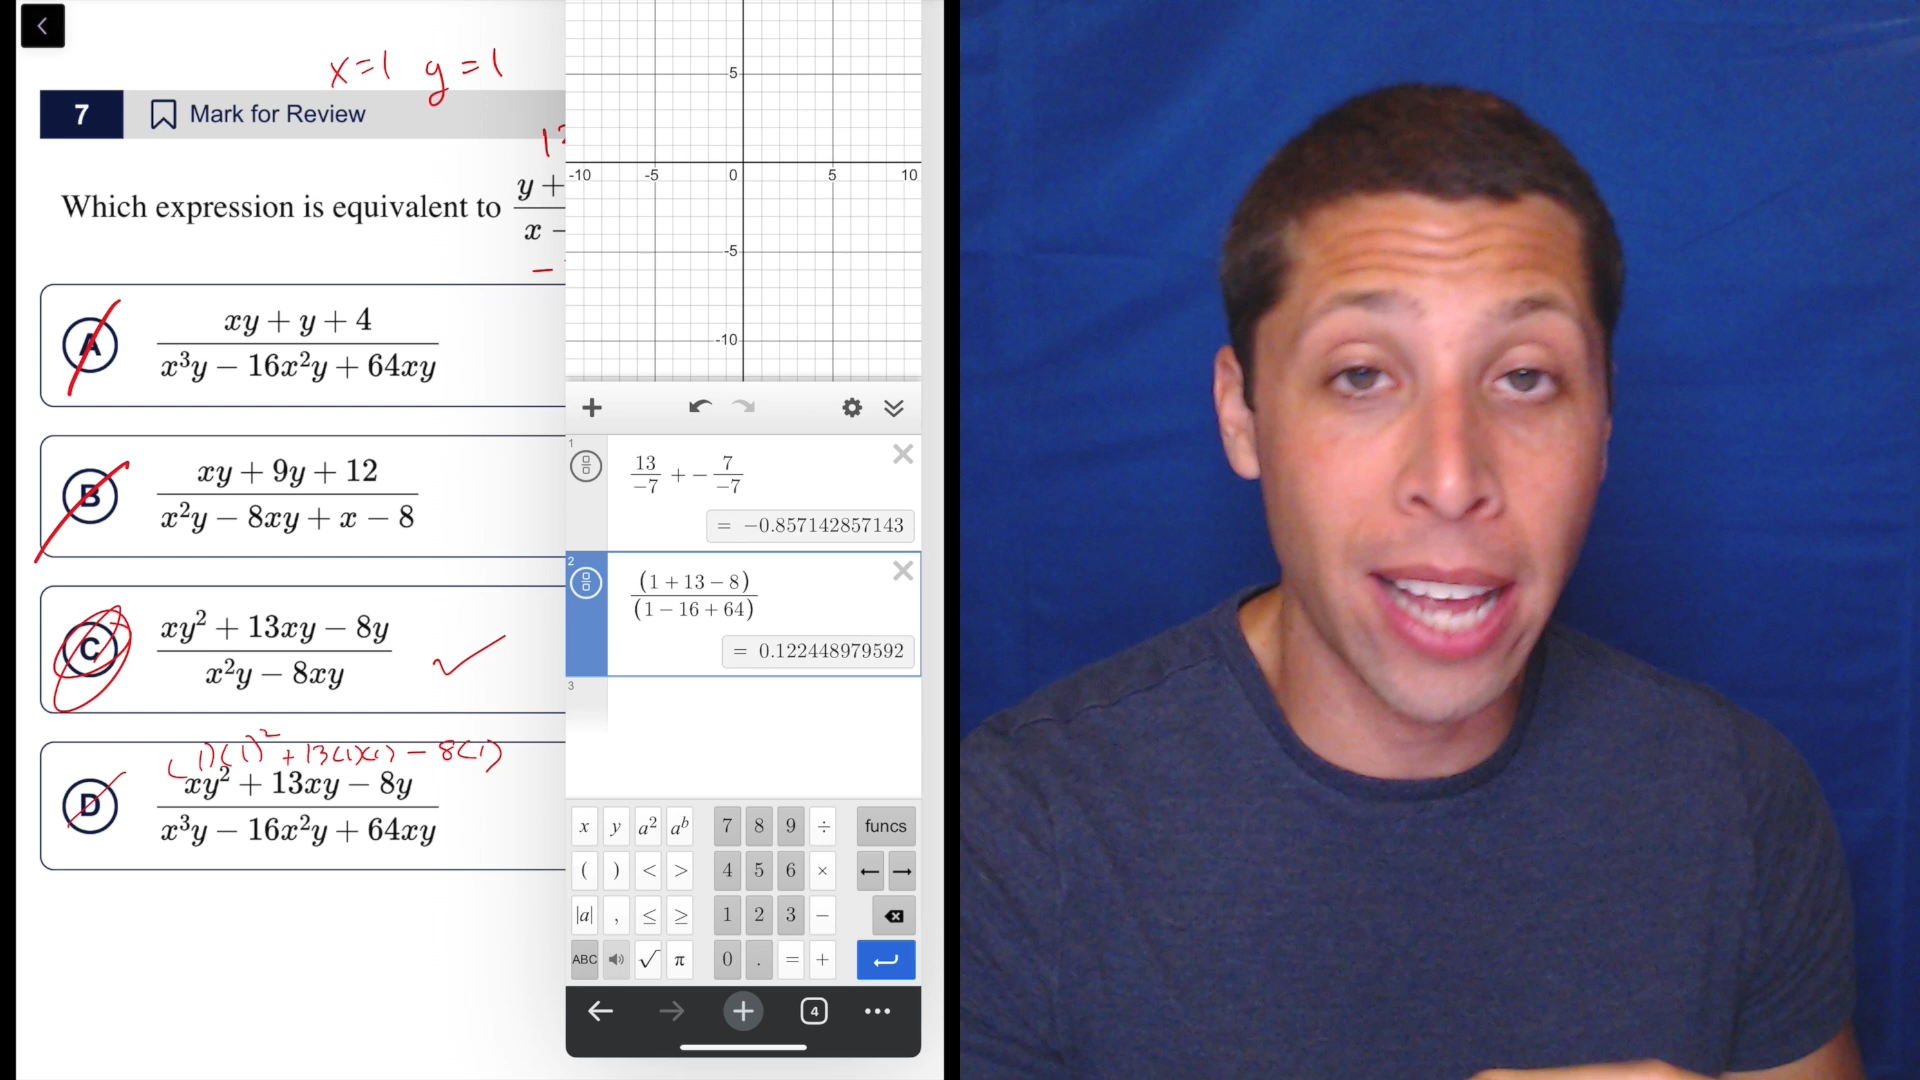 x=1 y=1
7 Mark for Review
Which expression is equivalent to y + / x −
A (xy + y + 4)/(x³y − 16x²y + 64xy)
B (xy + 9y + 12)/(x²y − 8xy + x − 8)
C (xy² + 13xy − 8y)/(x²y − 8xy)
(1)(1)² + 13(1)(1) − 8(1)
D (xy² + 13xy − 8y)/(x³y − 16x²y + 64xy)
5
-10 -5 0 5 10
-5
-10
1
13/−7 + − 7/−7
= −0.857142857143
2
(1 + 13 − 8)/(1 − 16 + 64)
= 0.122448979592
3
x y a² aᵇ 7 8 9 ÷ funcs
( ) < > 4 5 6 × ← →
|a| , ≤ ≥ 1 2 3 −
ABC √ π 0 . = +
4